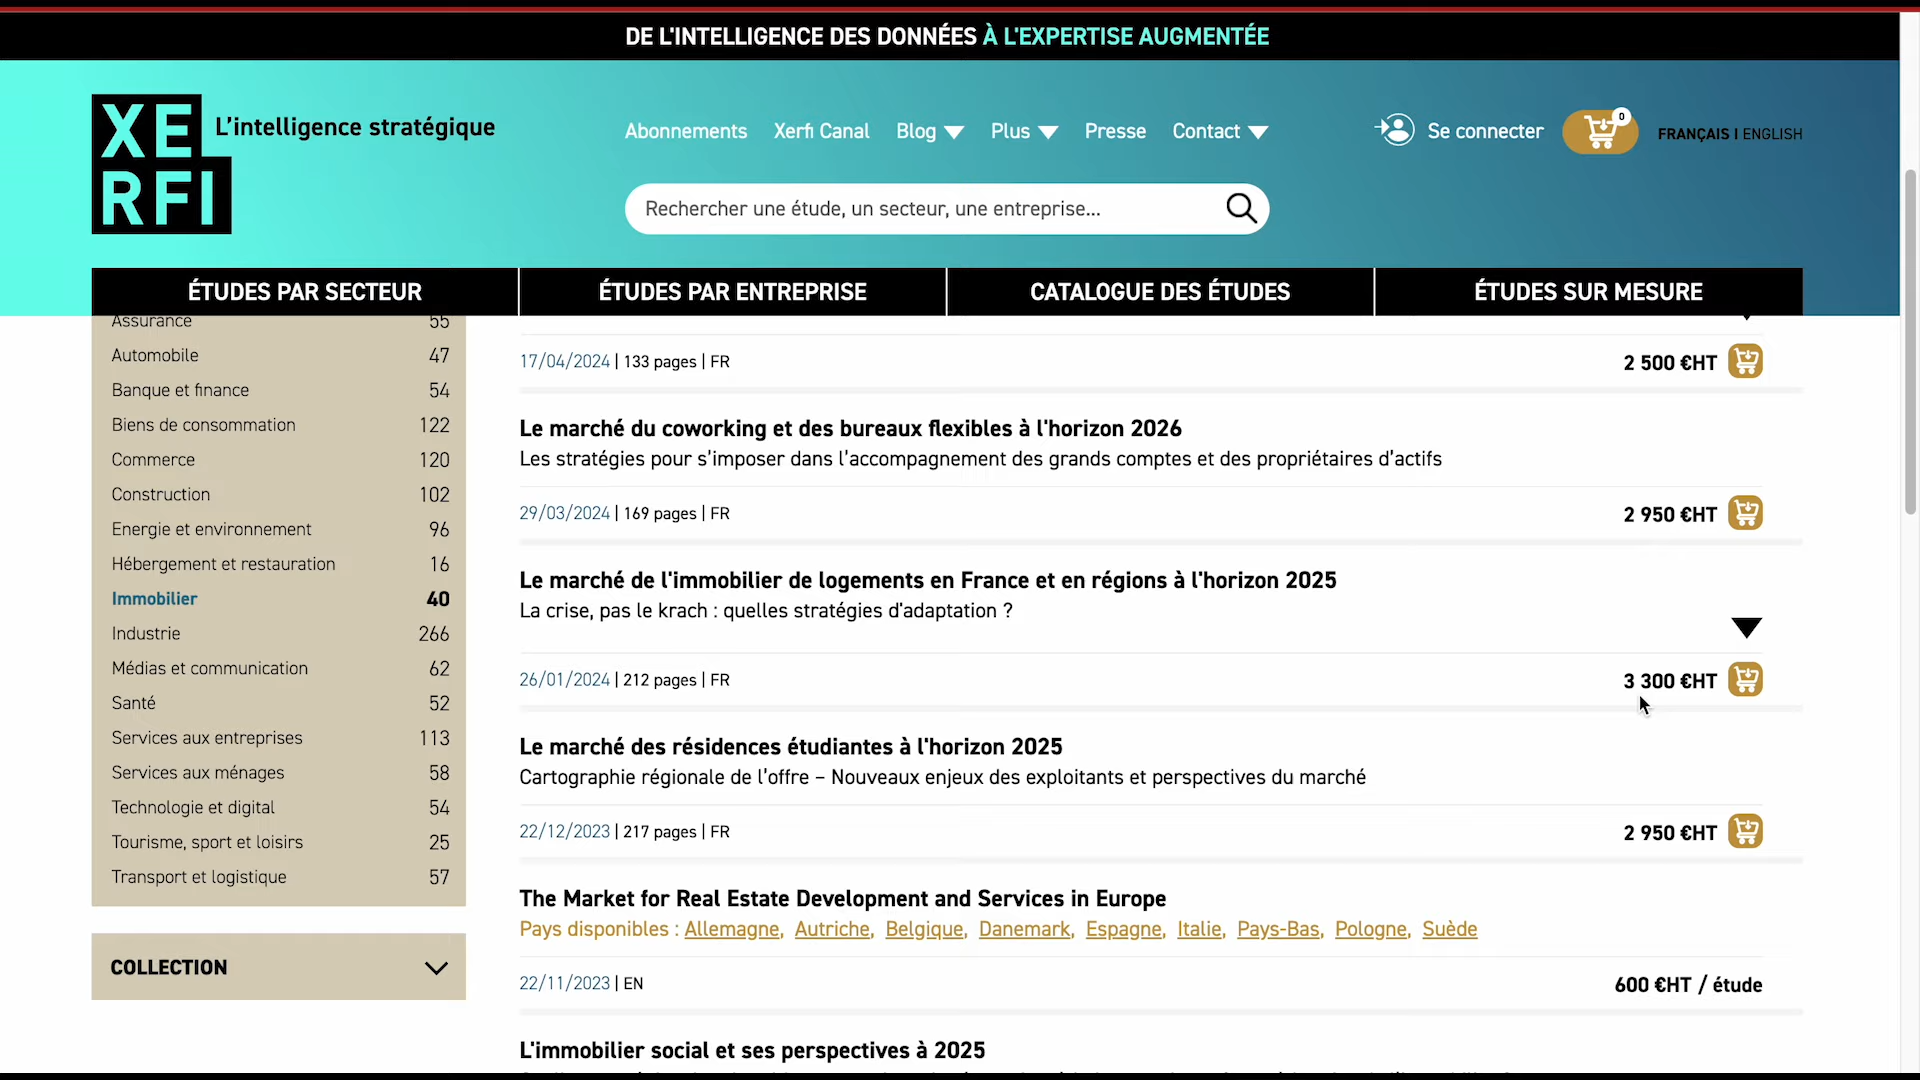 DE L'INTELLIGENCE DES DONNÉES À L'EXPERTISE AUGMENTÉE
XE
RFI
L'intelligence stratégique
Abonnements
Xerfi Canal
Blog
Plus
Presse
Contact
Se connecter
0
FRANÇAIS I ENGLISH
Rechercher une étude, un secteur, une entreprise...
ÉTUDES PAR SECTEUR
ÉTUDES PAR ENTREPRISE
CATALOGUE DES ÉTUDES
ÉTUDES SUR MESURE
Assurance 55
Automobile 47
Banque et finance 54
Biens de consommation 122
Commerce 120
Construction 102
Energie et environnement 96
Hébergement et restauration 16
Immobilier 40
Industrie 266
Médias et communication 62
Santé 52
Services aux entreprises 113
Services aux ménages 58
Technologie et digital 54
Tourisme, sport et loisirs 25
Transport et logistique 57
COLLECTION
17/04/2024 | 133 pages | FR
2 500 €HT
Le marché du coworking et des bureaux flexibles à l'horizon 2026
Les stratégies pour s'imposer dans l'accompagnement des grands comptes et des propriétaires d'actifs
29/03/2024 | 169 pages | FR
2 950 €HT
Le marché de l'immobilier de logements en France et en régions à l'horizon 2025
La crise, pas le krach : quelles stratégies d'adaptation ?
26/01/2024 | 212 pages | FR
3 300 €HT
Le marché des résidences étudiantes à l'horizon 2025
Cartographie régionale de l'offre – Nouveaux enjeux des exploitants et perspectives du marché
22/12/2023 | 217 pages | FR
2 950 €HT
The Market for Real Estate Development and Services in Europe
Pays disponibles : Allemagne, Autriche, Belgique, Danemark, Espagne, Italie, Pays-Bas, Pologne, Suède
22/11/2023 | EN
600 €HT / étude
L'immobilier social et ses perspectives à 2025